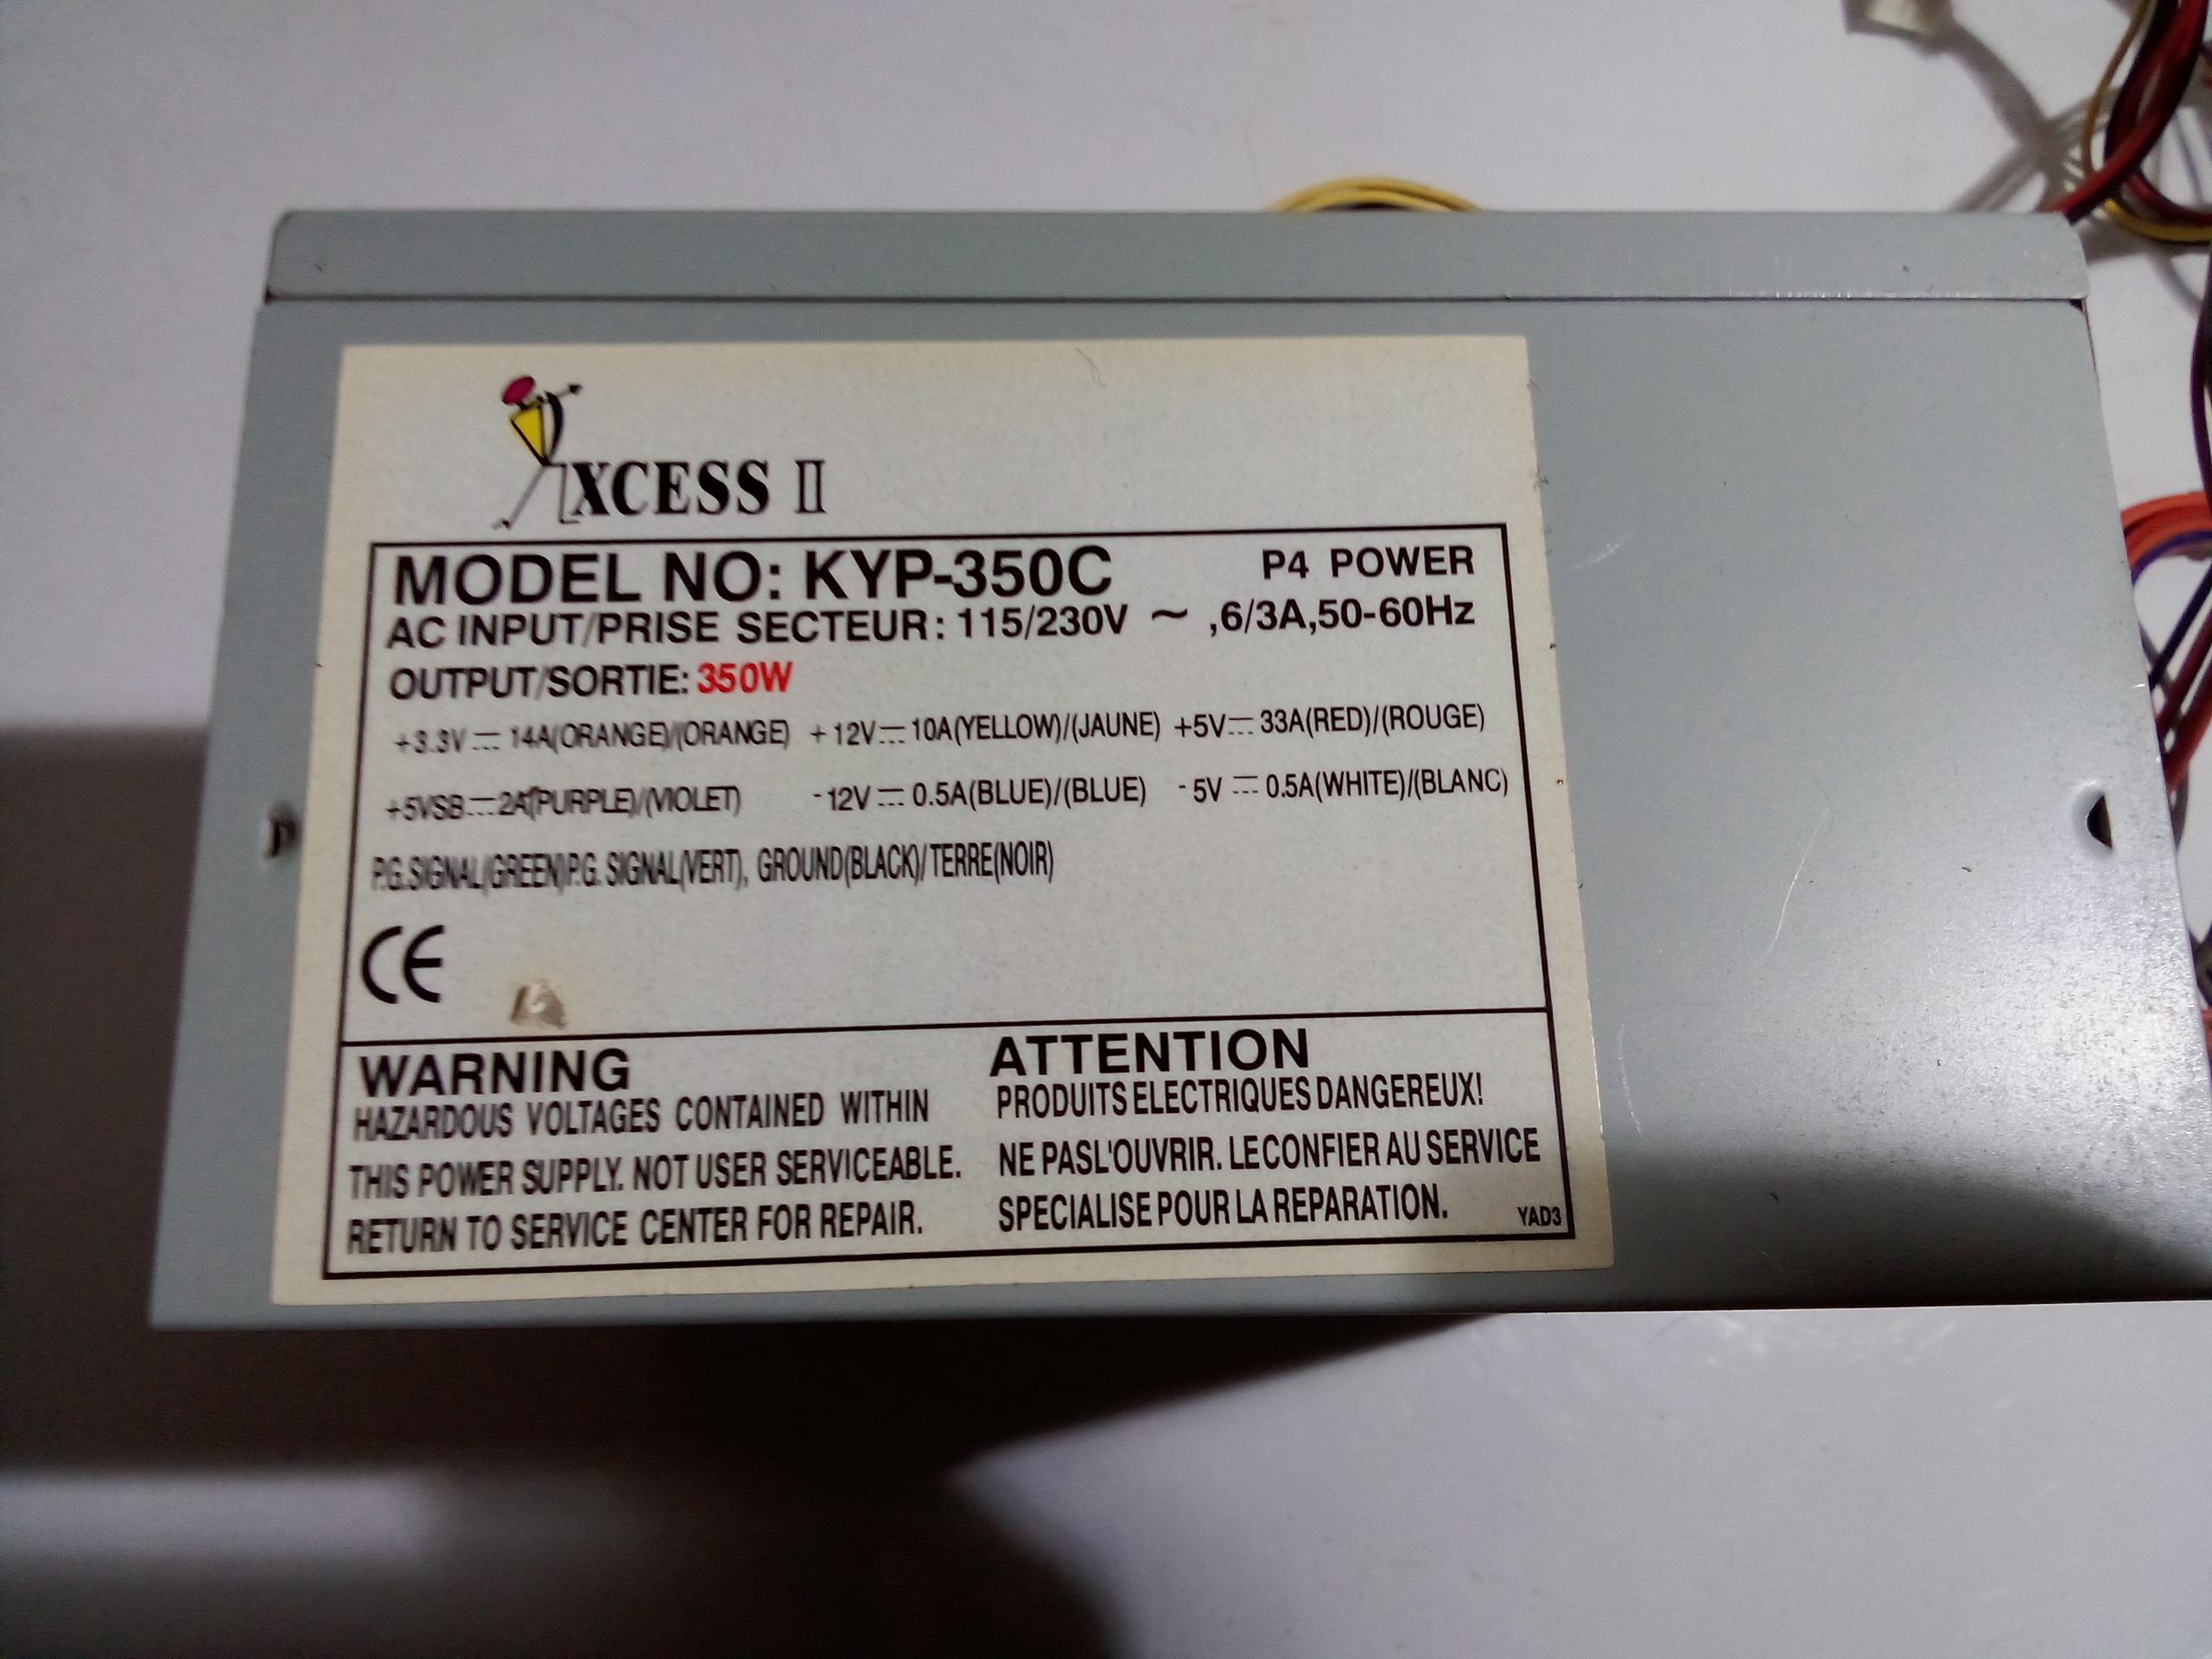 XCESS II
MODEL NO: KYP-350C P4 POWER
AC INPUT/PRISE SECTEUR: 115/230V ~ ,6/3A,50-60Hz
OUTPUT/SORTIE: 350W
+3.3V ⎓ 14A(ORANGE)/(ORANGE) +12V ⎓ 10A(YELLOW)/(JAUNE) +5V ⎓ 33A(RED)/(ROUGE)
+5VSB ⎓ 2A(PURPLE)/(VIOLET) -12V ⎓ 0.5A(BLUE)/(BLUE) -5V ⎓ 0.5A(WHITE)/(BLANC)
P.G.SIGNAL(GREEN)P.G. SIGNAL(VERT), GROUND(BLACK)/TERRE(NOIR)
CE
WARNING
HAZARDOUS VOLTAGES CONTAINED WITHIN
THIS POWER SUPPLY. NOT USER SERVICEABLE.
RETURN TO SERVICE CENTER FOR REPAIR.
ATTENTION
PRODUITS ELECTRIQUES DANGEREUX!
NE PASL'OUVRIR. LECONFIER AU SERVICE
SPECIALISE POUR LA REPARATION.
YAD3